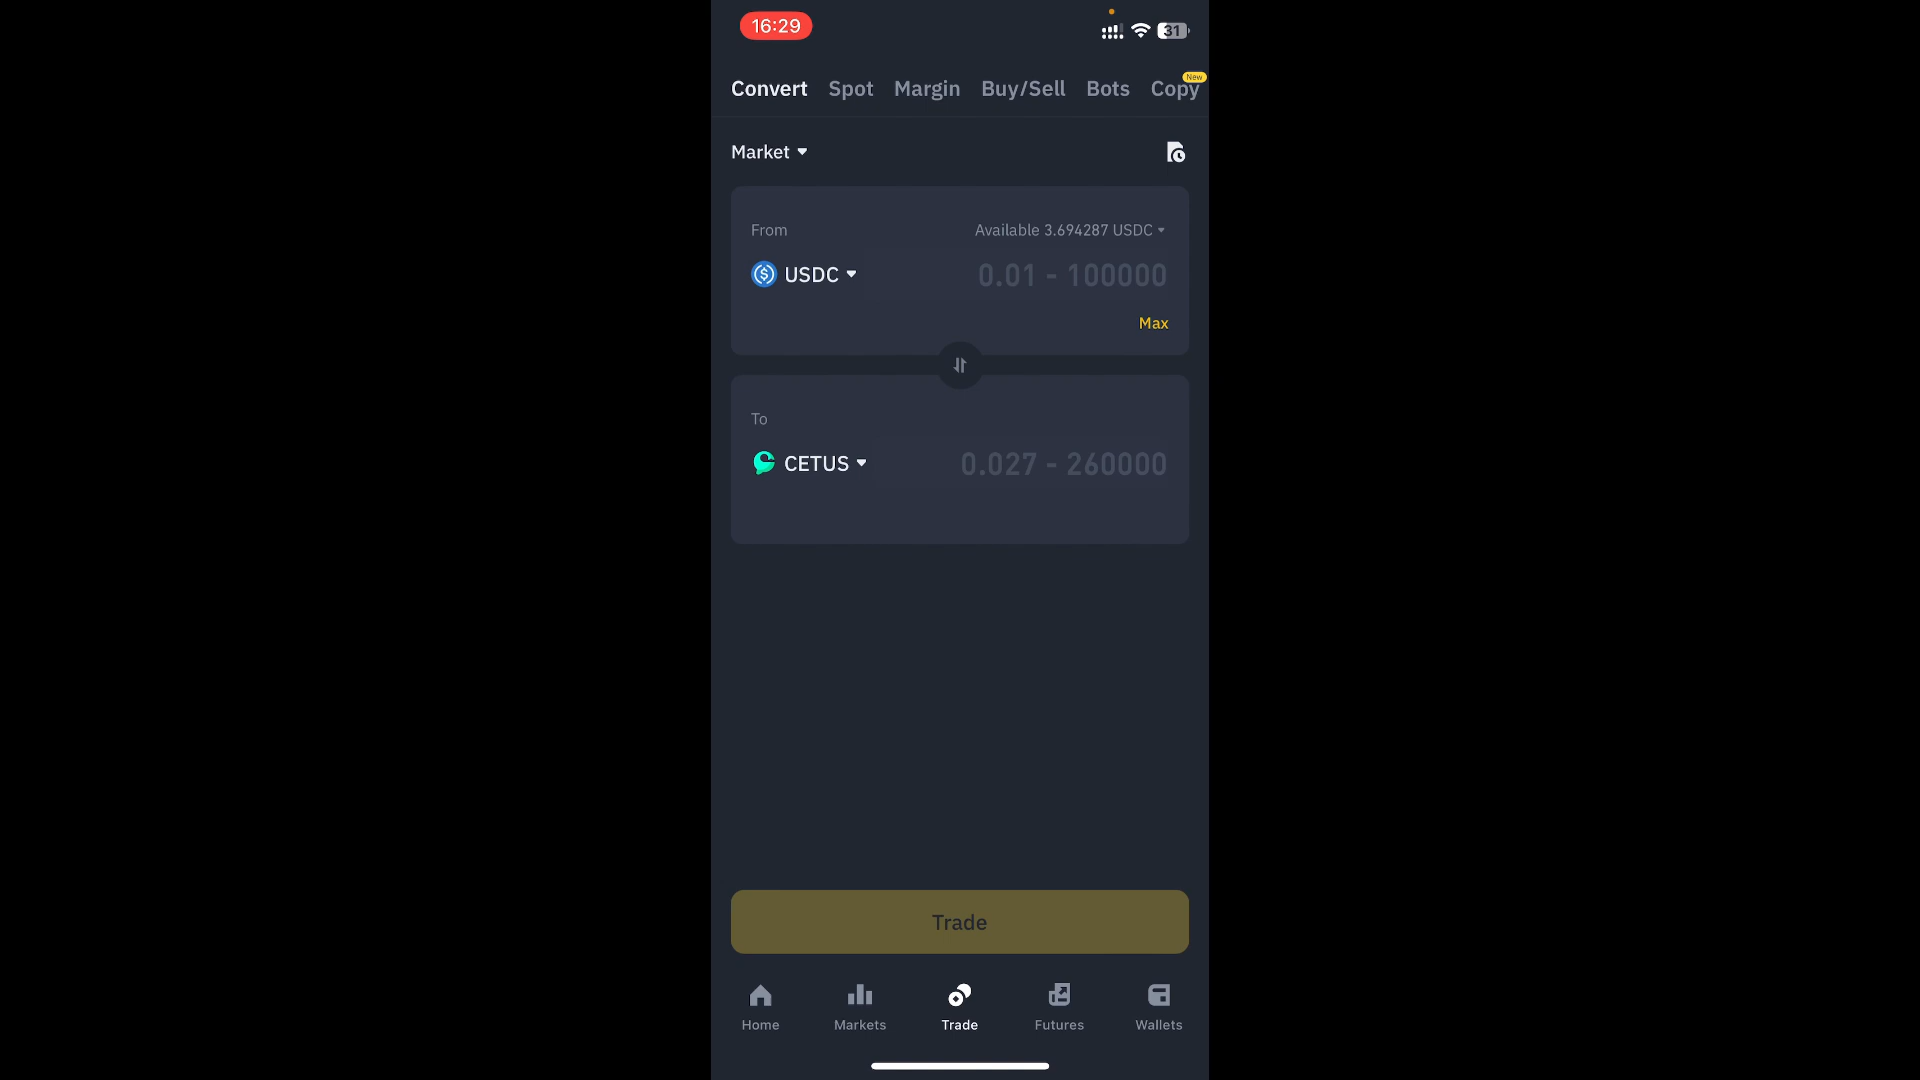 16:29
31
Convert Spot Margin Buy/Sell Bots Copy New
Market
From Available 3.694287 USDC
USDC 0.01 - 100000
Max
To
CETUS 0.027 - 260000
Trade
Home Markets Trade Futures Wallets